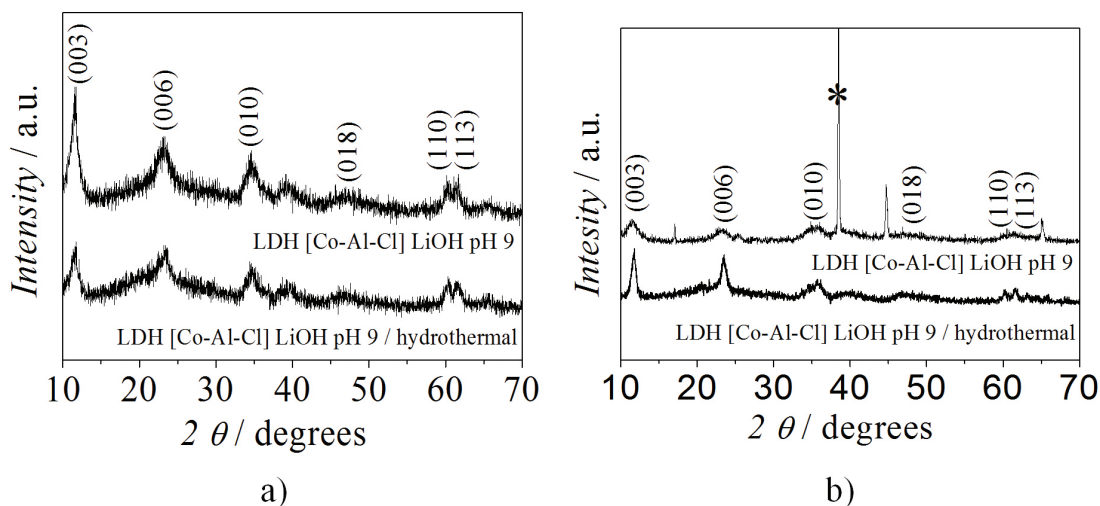 Intensity / a.u.
(003)
(006)
(010)
(018)
(110)
(113)
LDH [Co-Al-Cl] LiOH pH 9
LDH [Co-Al-Cl] LiOH pH 9 / hydrothermal
10 20 30 40 50 60 70
2 θ / degrees
a)
Intesity / a.u.
(003)
(006)
(010)
*
(018)
(110)
(113)
LDH [Co-Al-Cl] LiOH pH 9
LDH [Co-Al-Cl] LiOH pH 9 / hydrothermal
10 20 30 40 50 60 70
2 θ / degrees
b)